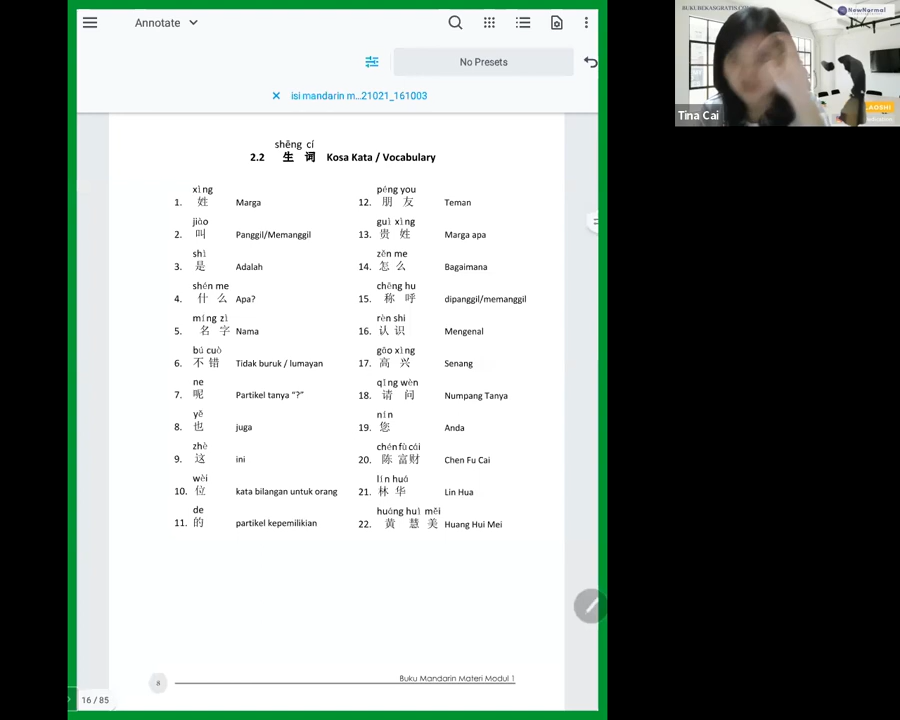 Annotate
No Presets
isi mandarin m...21021_161003
shēng cí
2.2 生 词 Kosa Kata / Vocabulary
xìng
1. 姓 Marga
jiào
2. 叫 Panggil/Memanggil
shì
3. 是 Adalah
shén me
4. 什 么 Apa?
míng zì
5. 名 字 Nama
bú cuò
6. 不 错 Tidak buruk / lumayan
ne
7. 呢 Partikel tanya "?"
yě
8. 也 juga
zhè
9. 这 ini
wèi
10. 位 kata bilangan untuk orang
de
11. 的 partikel kepemilikian
péng you
12. 朋 友 Teman
guì xìng
13. 贵 姓 Marga apa
zěn me
14. 怎 么 Bagaimana
chēng hu
15. 称 呼 dipanggil/memanggil
rèn shi
16. 认 识 Mengenal
gāo xìng
17. 高 兴 Senang
qǐng wèn
18. 请 问 Numpang Tanya
nín
19. 您 Anda
chén fù cái
20. 陈 富 财 Chen Fu Cai
lín huá
21. 林 华 Lin Hua
huáng huì měi
22. 黄 慧 美 Huang Hui Mei
8 Buku Mandarin Materi Modul 1
16 / 85
NewNormal
LAOSHI
Tina Cai